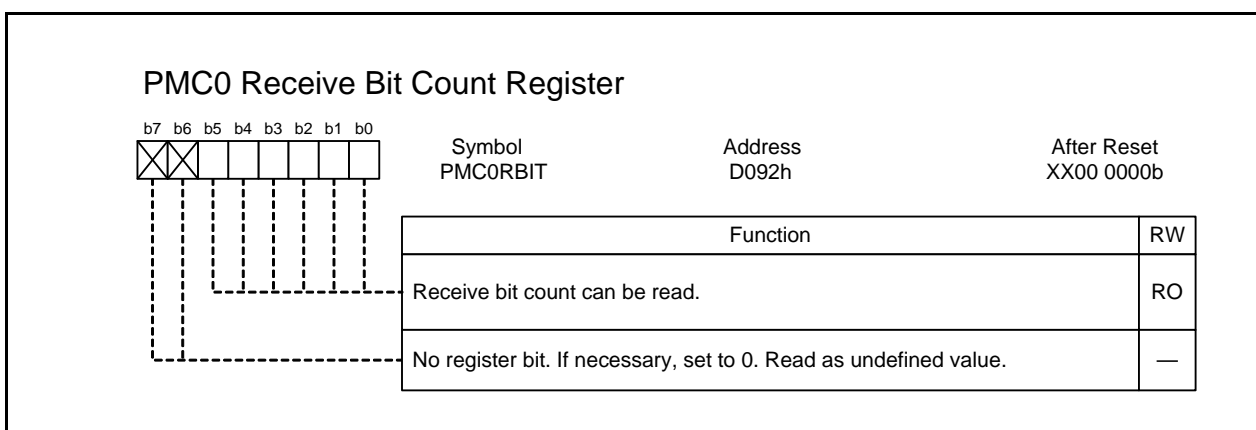 PMC0 Receive Bit Count Register
b7 b6 b5 b4 b3 b2 b1 b0
Symbol Address After Reset
PMC0RBIT D092h XX00 0000b
Function RW
Receive bit count can be read. RO
No register bit. If necessary, set to 0. Read as undefined value. —